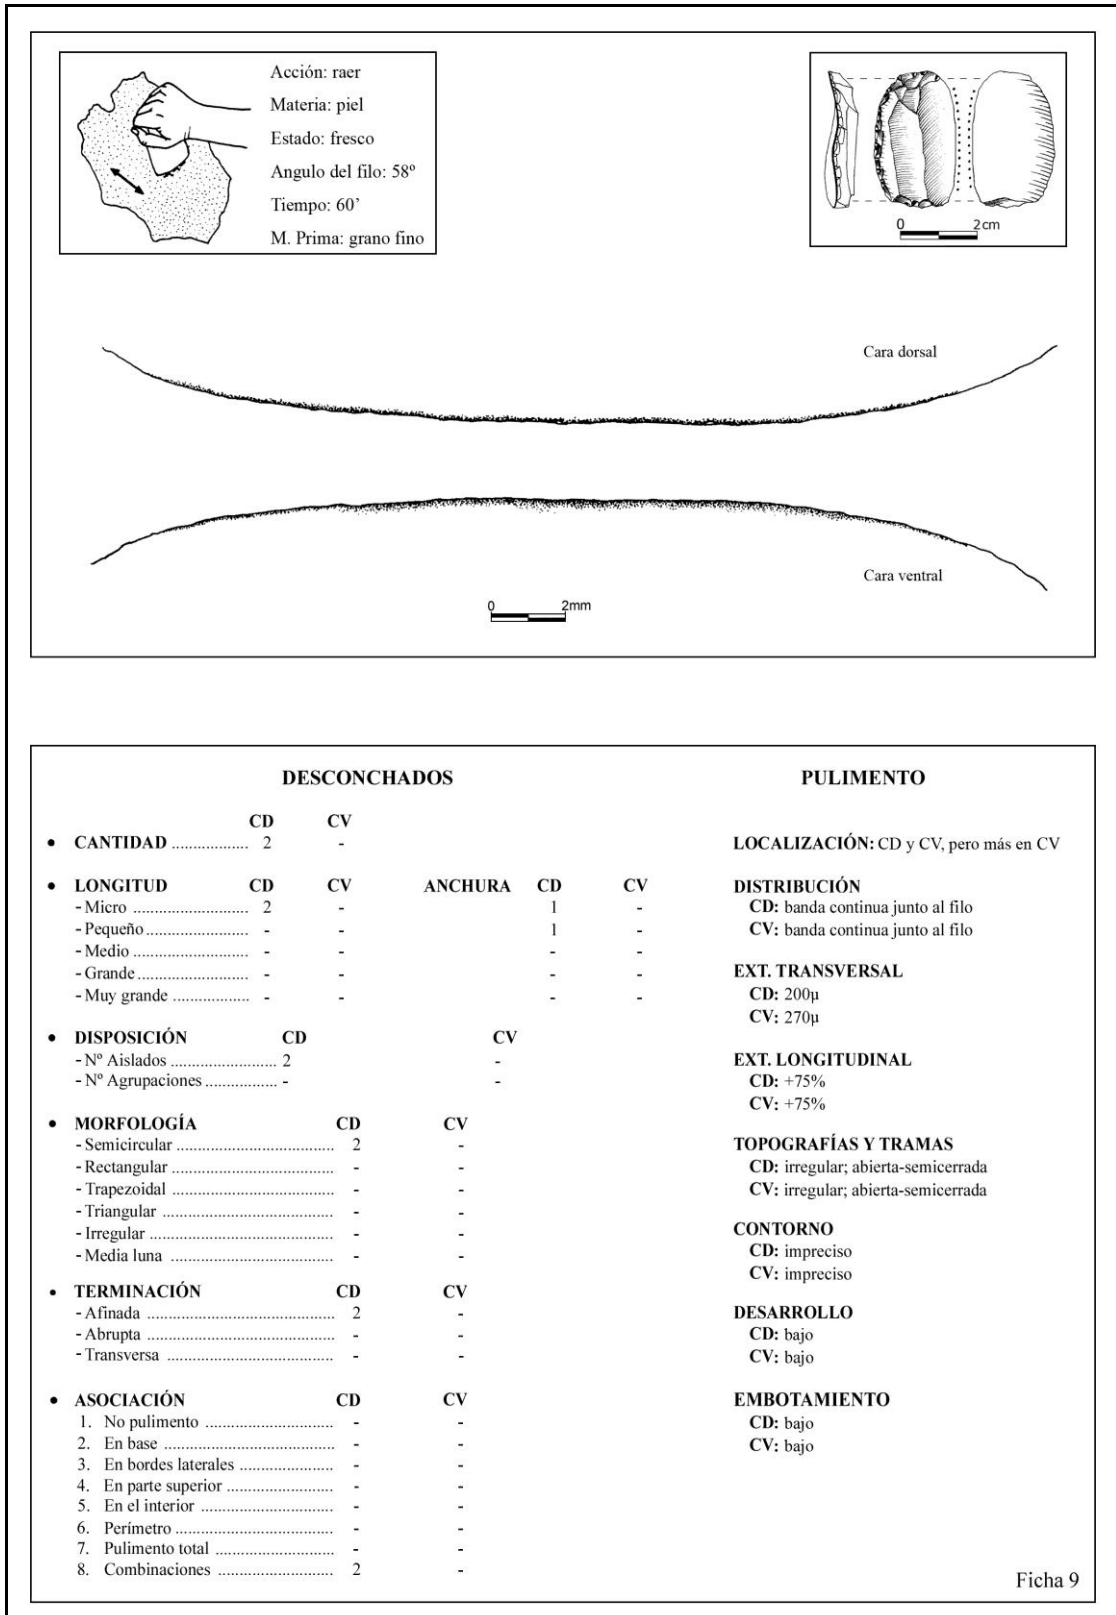 Acción: raer
Materia: piel
Estado: fresco
Angulo del filo: 58º
Tiempo: 60’
M. Prima: grano fino
0 2cm
Cara dorsal
Cara ventral
0 2mm
DESCONCHADOS
CD CV
• CANTIDAD .................. 2 -
• LONGITUD CD CV ANCHURA CD CV
- Micro ........................... 2 - 1 -
- Pequeño ........................ - - 1 -
- Medio ........................... - - - -
- Grande .......................... - - - -
- Muy grande .................. - - - -
• DISPOSICIÓN CD CV
- Nº Aislados ......................... 2 -
- Nº Agrupaciones ................. - -
• MORFOLOGÍA CD CV
- Semicircular ..................................... 2 -
- Rectangular ...................................... - -
- Trapezoidal ...................................... - -
- Triangular ........................................ - -
- Irregular ........................................... - -
- Media luna ...................................... - -
• TERMINACIÓN CD CV
- Afinada ............................................ 2 -
- Abrupta ............................................ - -
- Transversa ....................................... - -
• ASOCIACIÓN CD CV
1. No pulimento .............................. - -
2. En base ........................................ - -
3. En bordes laterales ...................... - -
4. En parte superior ......................... - -
5. En el interior ............................... - -
6. Perímetro ..................................... - -
7. Pulimento total ............................ - -
8. Combinaciones ........................... 2 -
PULIMENTO
LOCALIZACIÓN: CD y CV, pero más en CV
DISTRIBUCIÓN
CD: banda continua junto al filo
CV: banda continua junto al filo
EXT. TRANSVERSAL
CD: 200µ
CV: 270µ
EXT. LONGITUDINAL
CD: +75%
CV: +75%
TOPOGRAFÍAS Y TRAMAS
CD: irregular; abierta-semicerrada
CV: irregular; abierta-semicerrada
CONTORNO
CD: impreciso
CV: impreciso
DESARROLLO
CD: bajo
CV: bajo
EMBOTAMIENTO
CD: bajo
CV: bajo
Ficha 9